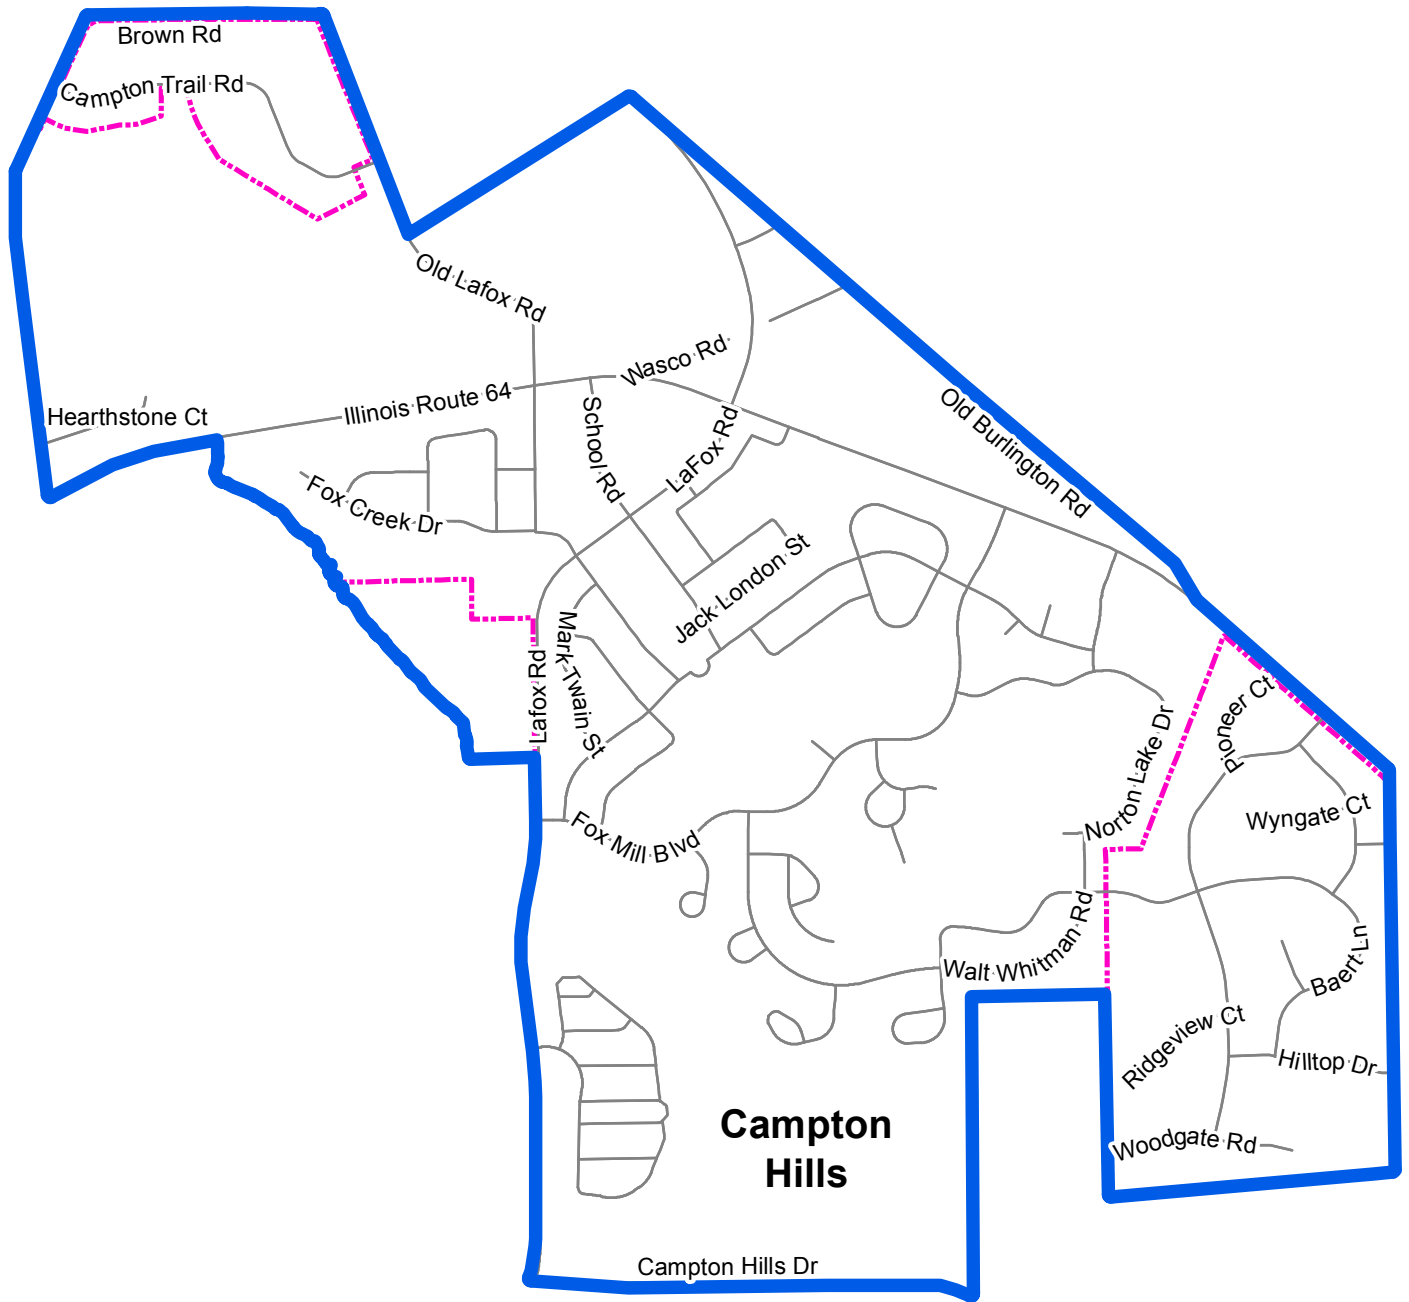 Brown Rd
Campton Trail Rd
Old Lafox Rd
Wasco Rd
Illinois Route 64
Hearthstone Ct
School Rd
LaFox Rd
Old Burlington Rd
Fox Creek Dr
Jack London St
Mark Twain St
Lafox Rd
Pioneer Ct
Norton Lake Dr
Wyngate Ct
Fox Mill Blvd
Walt Whitman Rd
Baert Ln
Ridgeview Ct
Hilltop Dr
Campton
Hills
Woodgate Rd
Campton Hills Dr